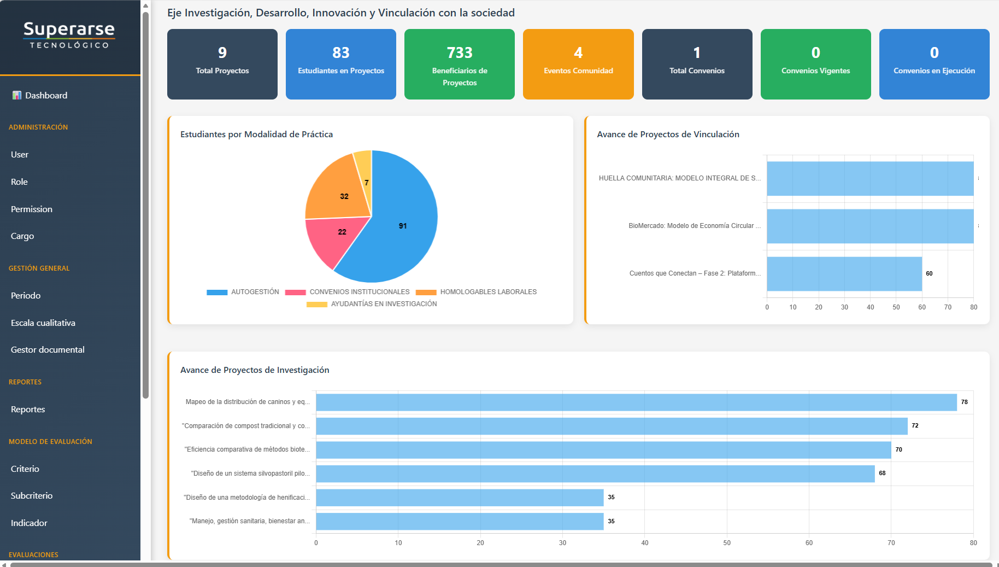 Superarse
TECNOLÓGICO
Dashboard
ADMINISTRACIÓN
User
Role
Permission
Cargo
GESTIÓN GENERAL
Periodo
Escala cualitativa
Gestor documental
REPORTES
Reportes
MODELO DE EVALUACIÓN
Criterio
Subcriterio
Indicador
EVALUACIONES
Eje Investigación, Desarrollo, Innovación y Vinculación con la sociedad
9
Total Proyectos
83
Estudiantes en Proyectos
733
Beneficiarios de
Proyectos
4
Eventos Comunidad
1
Total Convenios
0
Convenios Vigentes
0
Convenios en Ejecución
Estudiantes por Modalidad de Práctica
7
32
91
22
AUTOGESTIÓN CONVENIOS INSTITUCIONALES HOMOLOGABLES LABORALES
AYUDANTÍAS EN INVESTIGACIÓN
Avance de Proyectos de Vinculación
HUELLA COMUNITARIA: MODELO INTEGRAL DE S...
BioMercado: Modelo de Economía Circular ...
Cuentos que Conectan – Fase 2: Plataform... 60
0 10 20 30 40 50 60 70 80
Avance de Proyectos de Investigación
Mapeo de la distribución de caninos y eq... 78
"Comparación de compost tradicional y co... 72
"Eficiencia comparativa de métodos biote... 70
"Diseño de un sistema silvopastoril pilo... 68
"Diseño de una metodología de henificaci... 35
"Manejo, gestión sanitaria, bienestar an... 35
0 10 20 30 40 50 60 70 80